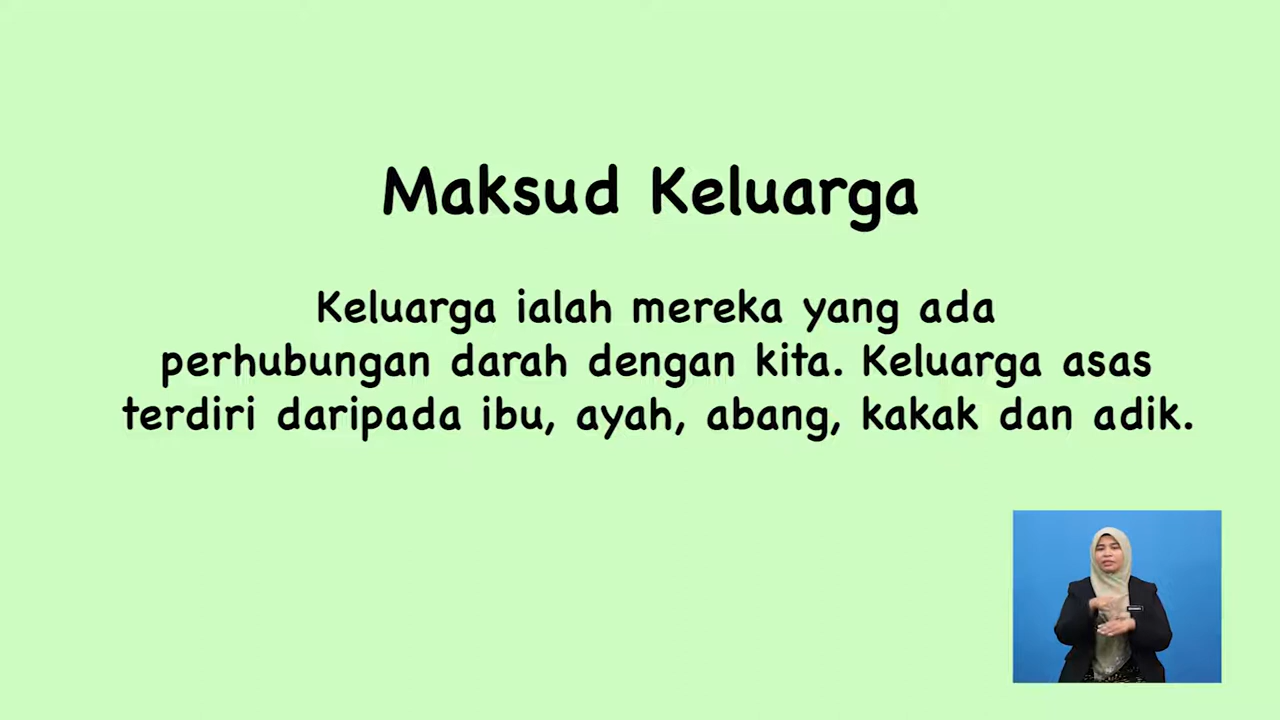 Maksud Keluarga
Keluarga ialah mereka yang ada
perhubungan darah dengan kita. Keluarga asas
terdiri daripada ibu, ayah, abang, kakak dan adik.